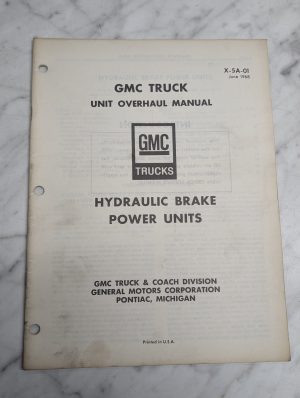 X-5A-01
June 1968
GMC TRUCK
UNIT OVERHAUL MANUAL
GMC
TRUCKS
HYDRAULIC BRAKE
POWER UNITS
GMC TRUCK & COACH DIVISION
GENERAL MOTORS CORPORATION
PONTIAC, MICHIGAN
Printed in U.S.A.